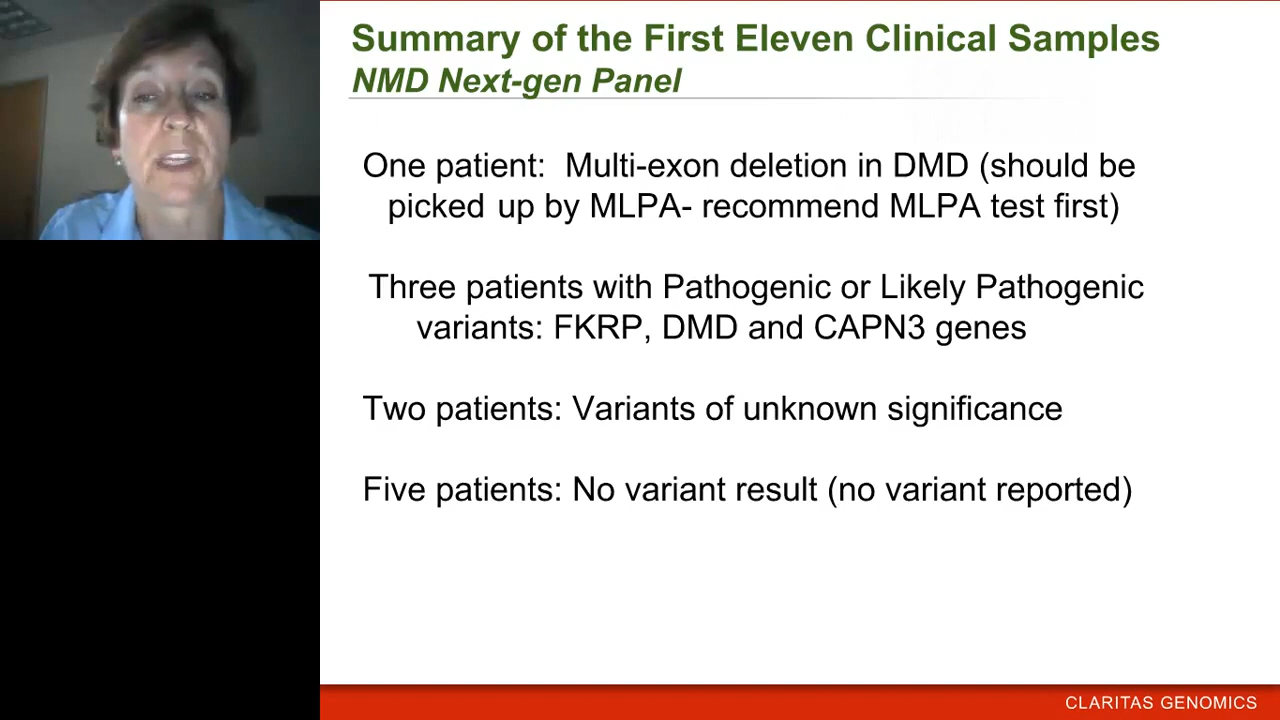 Summary of the First Eleven Clinical Samples
NMD Next-gen Panel
One patient:  Multi-exon deletion in DMD (should be
picked up by MLPA- recommend MLPA test first)
Three patients with Pathogenic or Likely Pathogenic
variants: FKRP, DMD and CAPN3 genes
Two patients: Variants of unknown significance
Five patients: No variant result (no variant reported)
CLARITAS GENOMICS